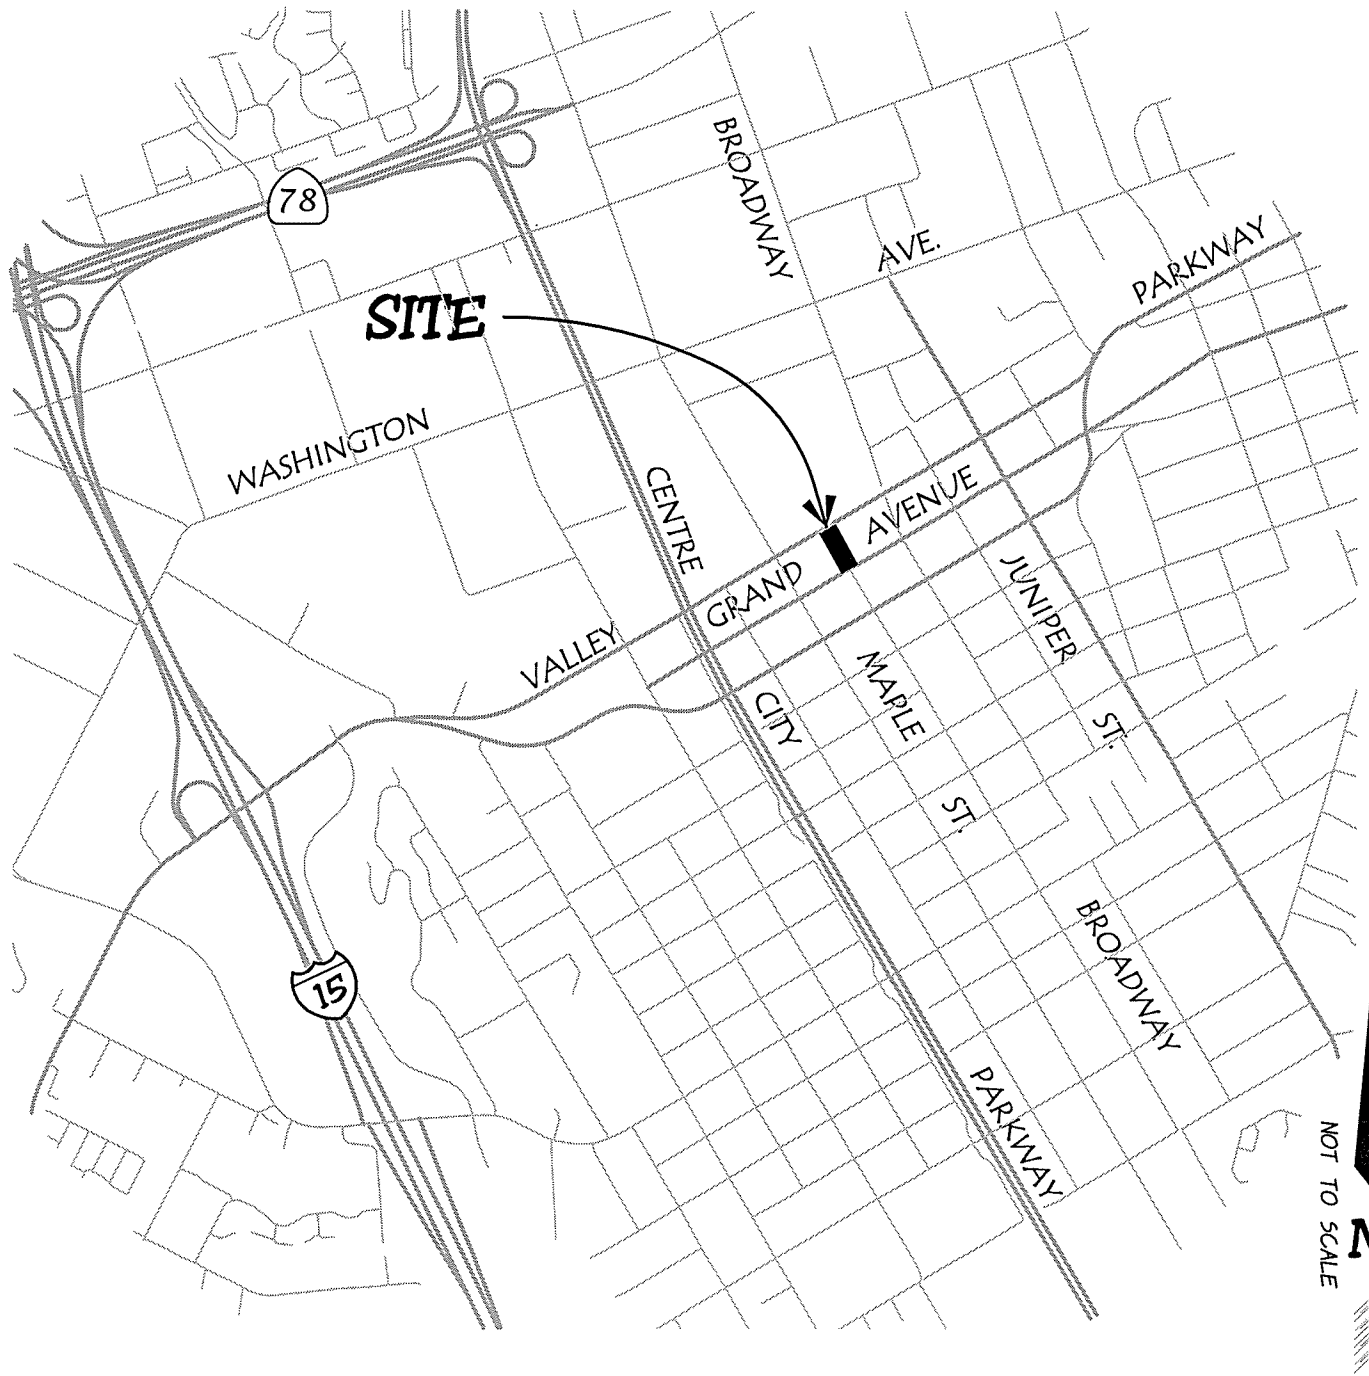 78
BROADWAY
AVE.
PARKWAY
SITE
WASHINGTON
CENTRE
AVENUE
GRAND
VALLEY
JUNIPER
MAPLE
CITY
ST.
ST.
BROADWAY
15
PARKWAY
NOT TO SCALE